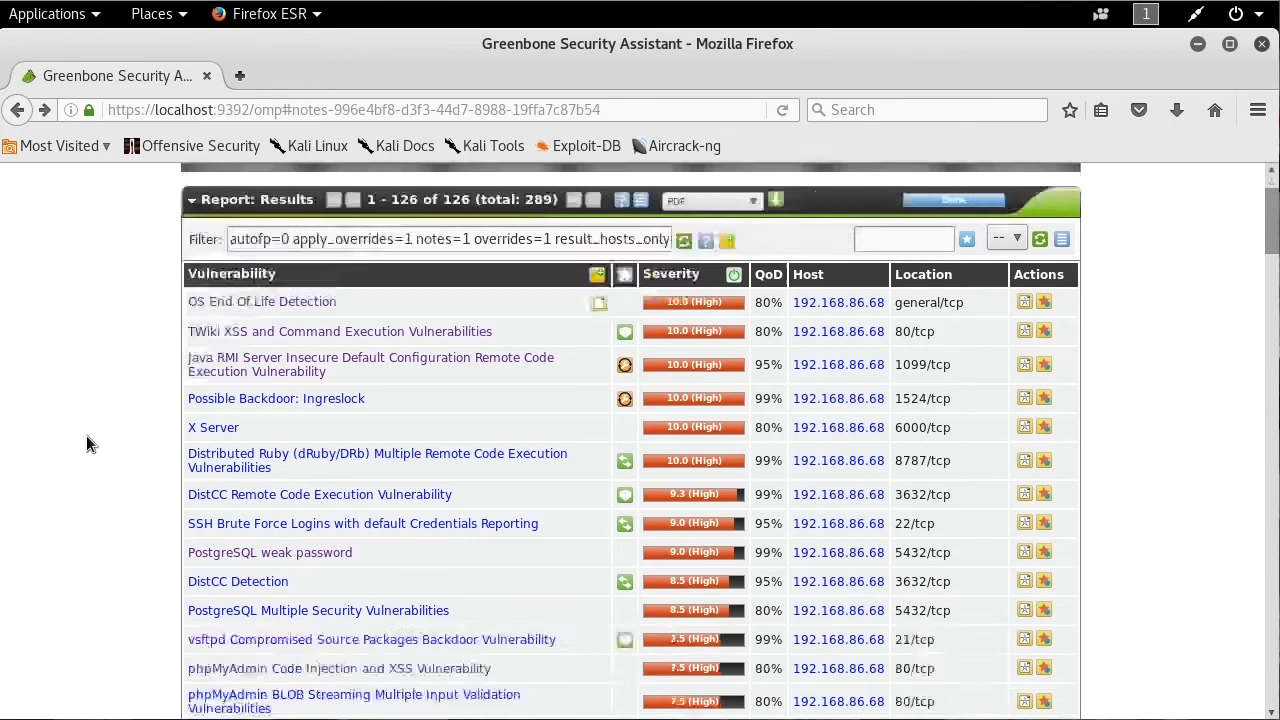 Applications Places Firefox ESR 1
Greenbone Security Assistant - Mozilla Firefox
Greenbone Security A...
https://localhost:9392/omp#notes-996e4bf8-d3f3-44d7-8988-19ffa7c87b54 Search
Most Visited Offensive Security Kali Linux Kali Docs Kali Tools Exploit-DB Aircrack-ng
Report: Results 1 - 126 of 126 (total: 289) PDF Done
Filter: autofp=0 apply_overrides=1 notes=1 overrides=1 result_hosts_only --
Vulnerability Severity QoD Host Location Actions
OS End Of Life Detection 10.0 (High) 80% 192.168.86.68 general/tcp
TWiki XSS and Command Execution Vulnerabilities 10.0 (High) 80% 192.168.86.68 80/tcp
Java RMI Server Insecure Default Configuration Remote Code
Execution Vulnerability 10.0 (High) 95% 192.168.86.68 1099/tcp
Possible Backdoor: Ingreslock 10.0 (High) 99% 192.168.86.68 1524/tcp
X Server 10.0 (High) 80% 192.168.86.68 6000/tcp
Distributed Ruby (dRuby/DRb) Multiple Remote Code Execution
Vulnerabilities 10.0 (High) 99% 192.168.86.68 8787/tcp
DistCC Remote Code Execution Vulnerability 9.3 (High) 99% 192.168.86.68 3632/tcp
SSH Brute Force Logins with default Credentials Reporting 9.0 (High) 95% 192.168.86.68 22/tcp
PostgreSQL weak password 9.0 (High) 99% 192.168.86.68 5432/tcp
DistCC Detection 8.5 (High) 95% 192.168.86.68 3632/tcp
PostgreSQL Multiple Security Vulnerabilities 8.5 (High) 80% 192.168.86.68 5432/tcp
vsftpd Compromised Source Packages Backdoor Vulnerability 7.5 (High) 99% 192.168.86.68 21/tcp
phpMyAdmin Code Injection and XSS Vulnerability 7.5 (High) 80% 192.168.86.68 80/tcp
phpMyAdmin BLOB Streaming Multiple Input Validation
Vulnerabilities 7.5 (High) 80% 192.168.86.68 80/tcp